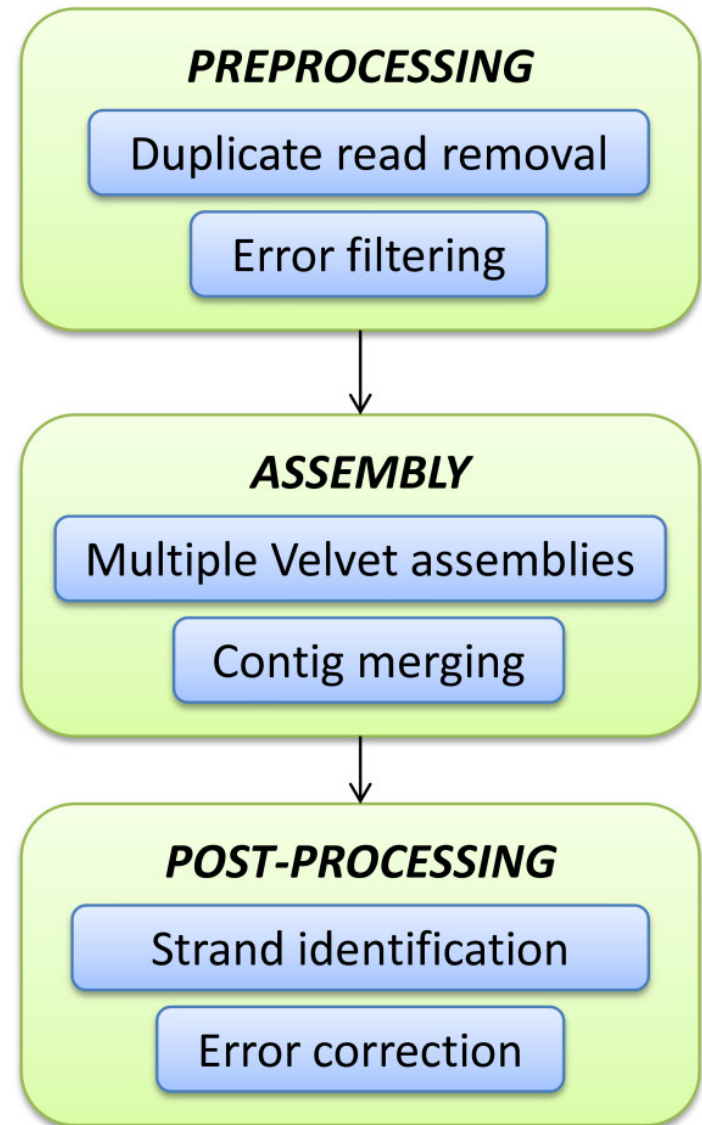 PREPROCESSING
Duplicate read removal
Error filtering
ASSEMBLY
Multiple Velvet assemblies
Contig merging
POST-PROCESSING
Strand identification
Error correction